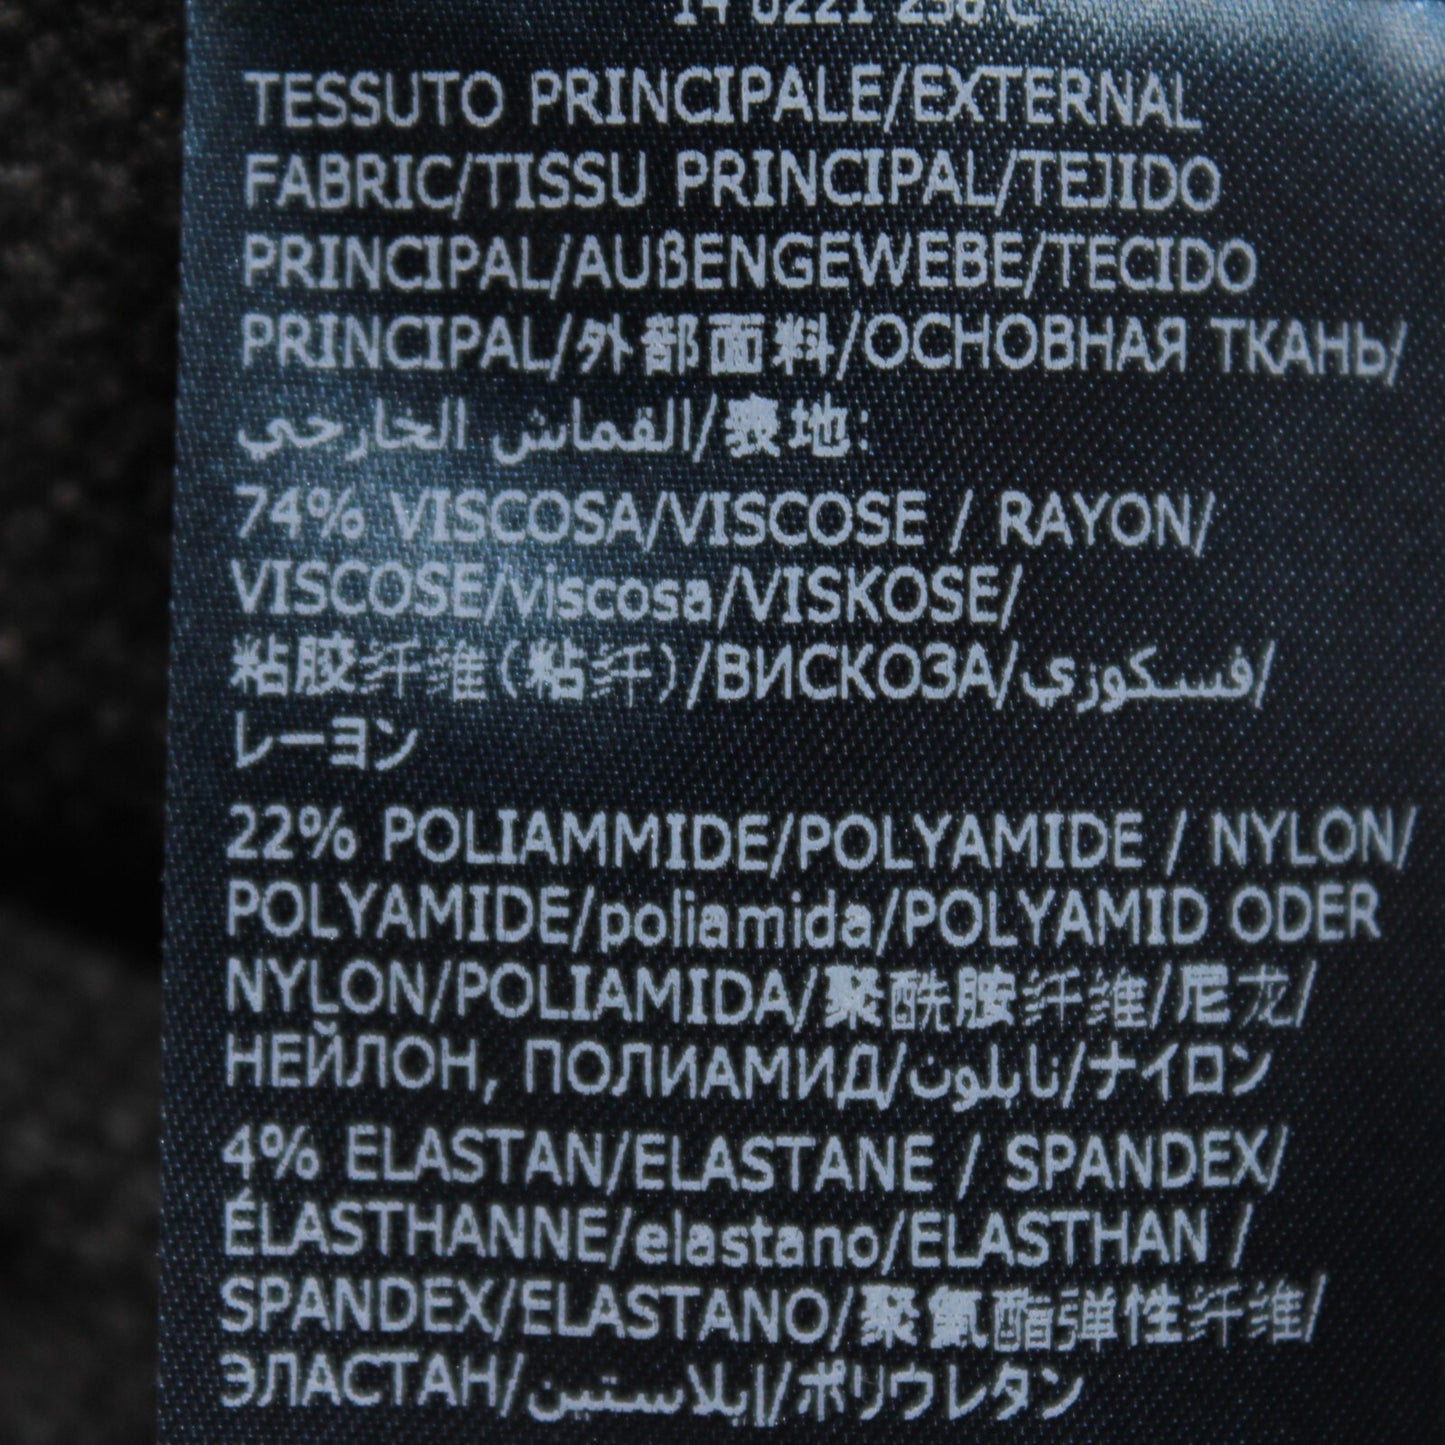 TESSUTO PRINCIPALE/EXTERNAL
FABRIC/TISSU PRINCIPAL/TEJIDO
PRINCIPAL/AUßENGEWEBE/TECIDO
PRINCIPAL/外部面料/ОСНОВНАЯ ТКАНЬ/
القماش الخارجي/表地:
74% VISCOSA/VISCOSE / RAYON/
VISCOSE/viscosa/VISKOSE/
粘胶纤维(粘纤)/ВИСКОЗА/فسكوزي/
レーヨン
22% POLIAMMIDE/POLYAMIDE / NYLON/
POLYAMIDE/poliamida/POLYAMID ODER
NYLON/POLIAMIDA/聚酰胺纤维/尼龙/
НЕЙЛОН, ПОЛИАМИД/نايلون/ナイロン
4% ELASTAN/ELASTANE / SPANDEX/
ÉLASTHANNE/elastano/ELASTHAN /
SPANDEX/ELASTANO/聚氰酯弹性纤维/
ЭЛАСТАН/إيلاستين/ポリウレタン